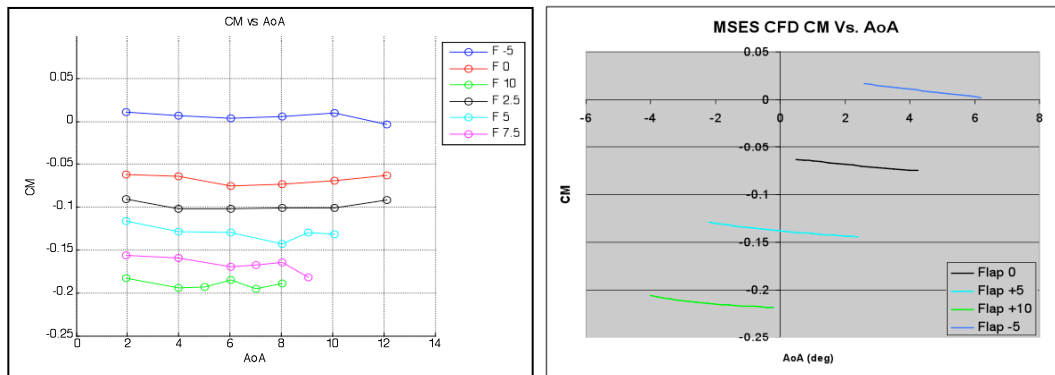 CM vs AoA
0.05
0
-0.05
-0.1
-0.15
-0.2
-0.25
CM
0 2 4 6 8 10 12 14
AoA
F -5
F 0
F 10
F 2.5
F 5
F 7.5
MSES CFD CM Vs. AoA
0.05
0
-0.05
-0.1
-0.15
-0.2
-0.25
-6 -4 -2 0 2 4 6 8
CM
AoA (deg)
Flap 0
Flap +5
Flap +10
Flap -5